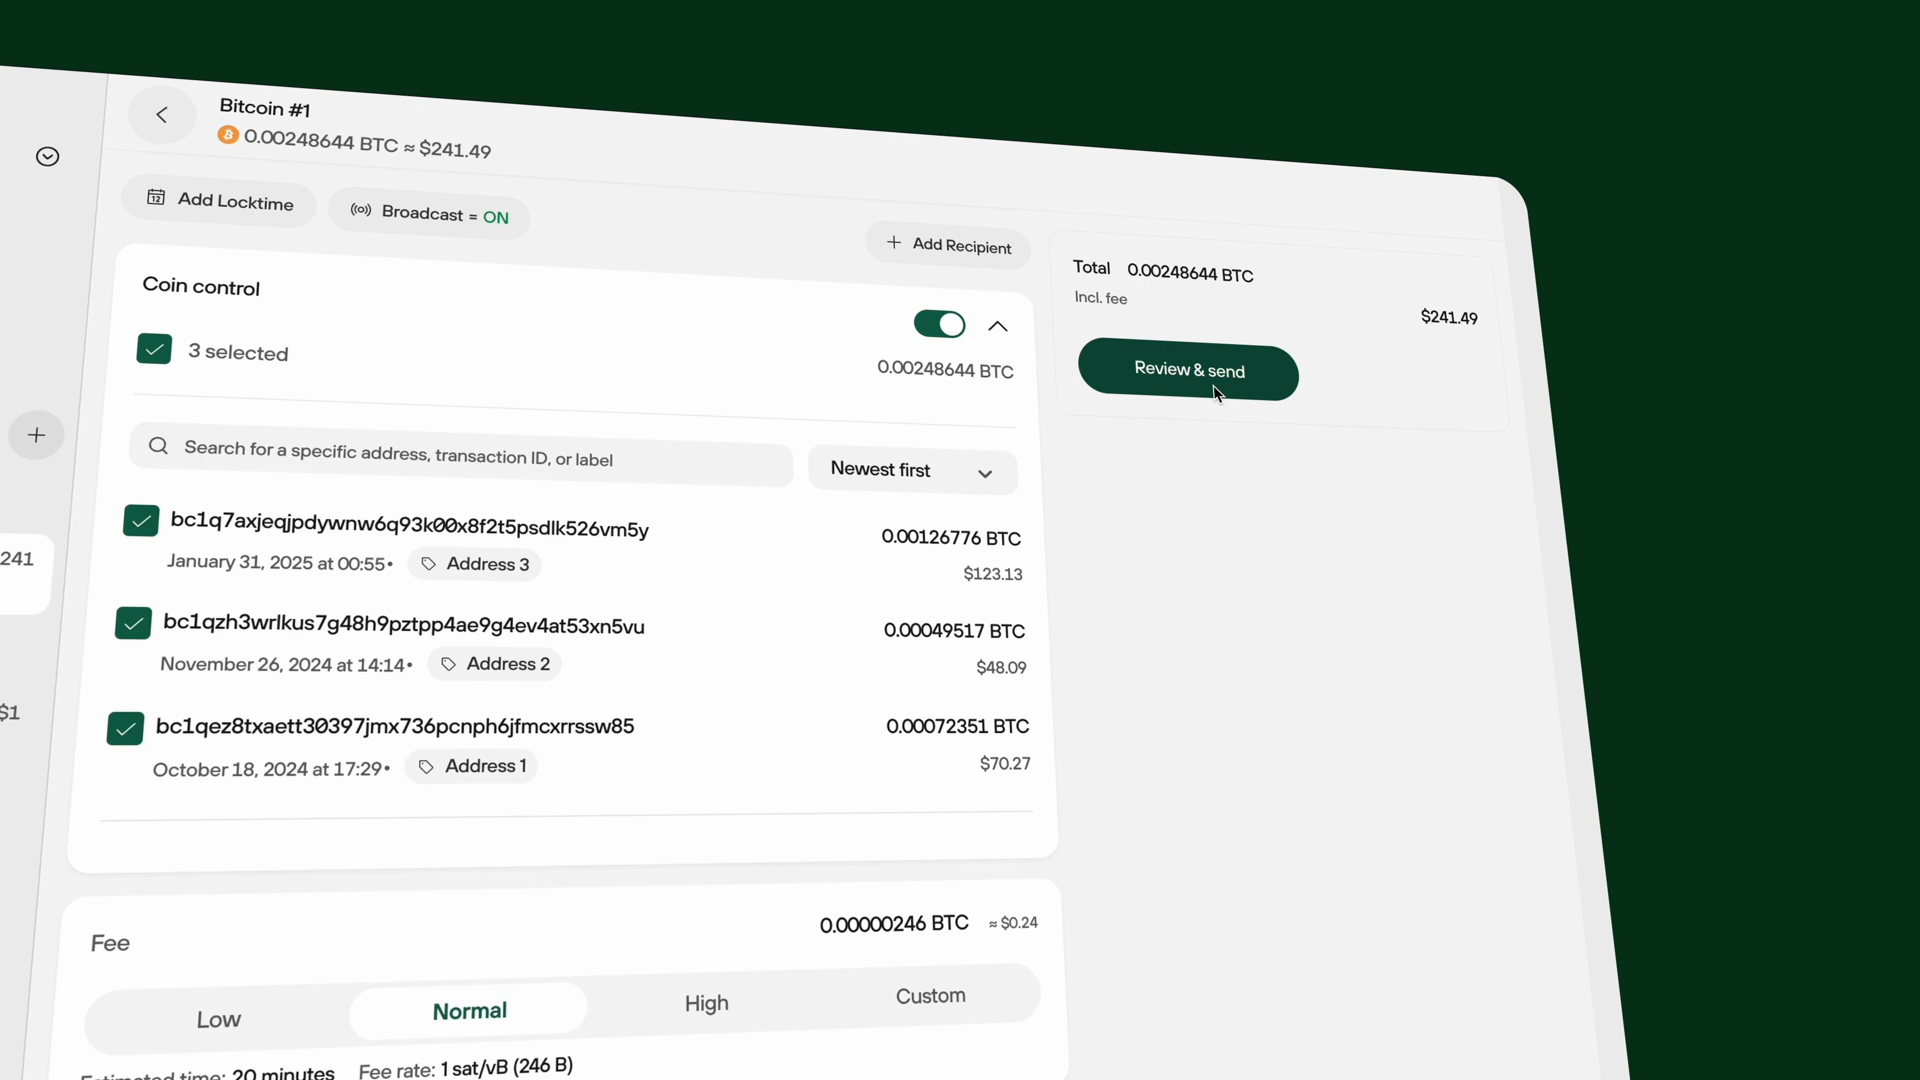 Bitcoin #1
0.00248644 BTC ≈ $241.49
Add Locktime
Broadcast = ON
Add Recipient
Coin control
3 selected
0.00248644 BTC
Search for a specific address, transaction ID, or label
Newest first
bc1q7axjeqjpdywnw6q93k00x8f2t5psdlk526vm5y
0.00126776 BTC
January 31, 2025 at 00:55•
Address 3
$123.13
bc1qzh3wrlkus7g48h9pztpp4ae9g4ev4at53xn5vu
0.00049517 BTC
November 26, 2024 at 14:14•
Address 2
$48.09
bc1qez8txaett30397jmx736pcnph6jfmcxrrssw85
0.00072351 BTC
October 18, 2024 at 17:29•
Address 1
$70.27
Fee
0.00000246 BTC ≈ $0.24
Low
Normal
High
Custom
Estimated time: 20 minutes
Fee rate: 1 sat/vB (246 B)
Total 0.00248644 BTC
Incl. fee
$241.49
Review & send
241
$1
12